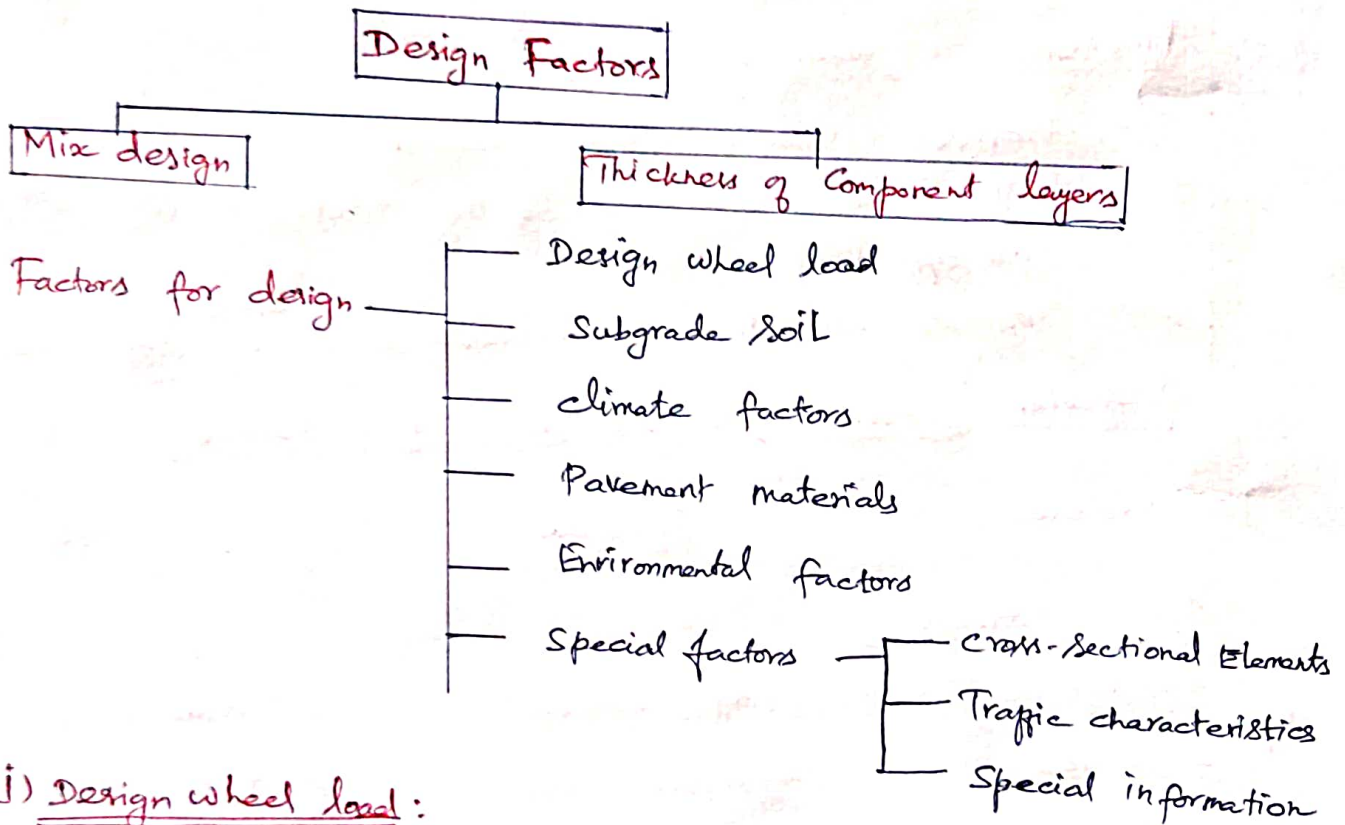 Design Factors
Mix design
Thickness of Component layers
Factors for design
Design wheel load
Subgrade soil
climate factors
Pavement materials
Environmental factors
Special factors
Cross-sectional Elements
Traffic characteristics
Special information
i) Design wheel load: